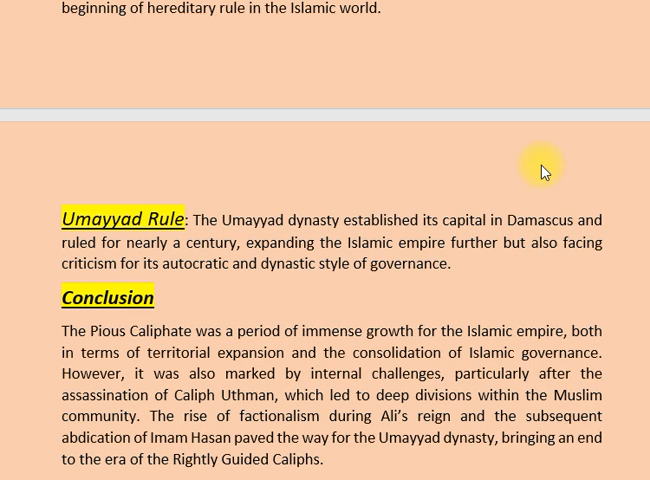 beginning of hereditary rule in the Islamic world.
Umayyad Rule: The Umayyad dynasty established its capital in Damascus and
ruled for nearly a century, expanding the Islamic empire further but also facing
criticism for its autocratic and dynastic style of governance.
Conclusion
The Pious Caliphate was a period of immense growth for the Islamic empire, both
in terms of territorial expansion and the consolidation of Islamic governance.
However, it was also marked by internal challenges, particularly after the
assassination of Caliph Uthman, which led to deep divisions within the Muslim
community. The rise of factionalism during Ali’s reign and the subsequent
abdication of Imam Hasan paved the way for the Umayyad dynasty, bringing an end
to the era of the Rightly Guided Caliphs.